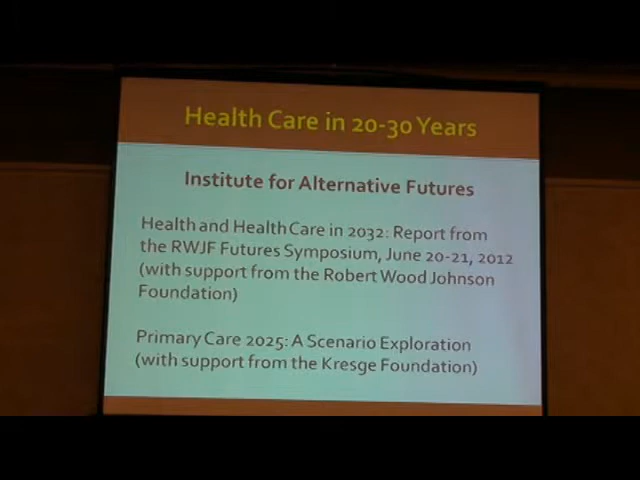 Health Care in 20-30 Years
Institute for Alternative Futures
Health and Health Care in 2032: Report from
the RWJF Futures Symposium, June 20-21, 2012
(with support from the Robert Wood Johnson
Foundation)
Primary Care 2025: A Scenario Exploration
(with support from the Kresge Foundation)